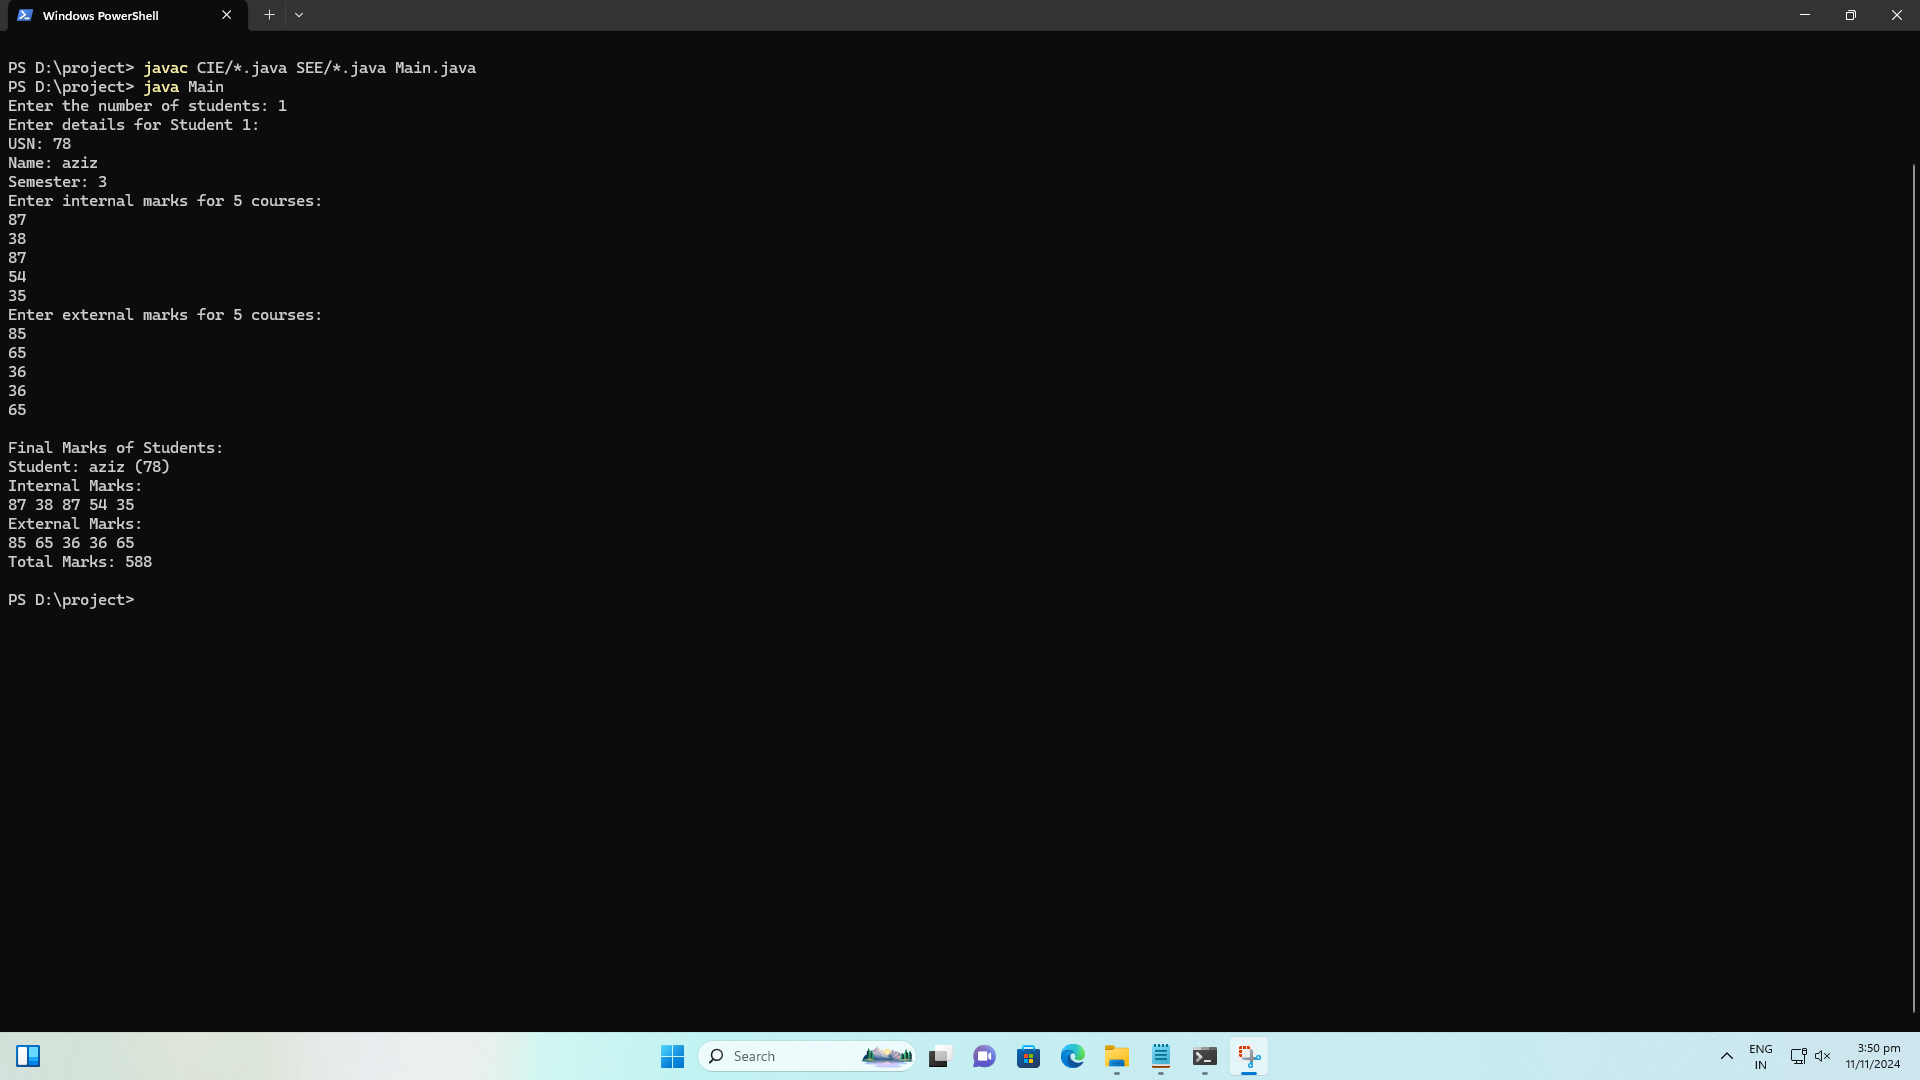 Windows PowerShell
PS D:\project> javac CIE/*.java SEE/*.java Main.java
PS D:\project> java Main
Enter the number of students: 1
Enter details for Student 1:
USN: 78
Name: aziz
Semester: 3
Enter internal marks for 5 courses:
87
38
87
54
35
Enter external marks for 5 courses:
85
65
36
36
65
Final Marks of Students:
Student: aziz (78)
Internal Marks:
87 38 87 54 35
External Marks:
85 65 36 36 65
Total Marks: 588
PS D:\project>
Search
ENG
IN
3:50 pm
11/11/2024